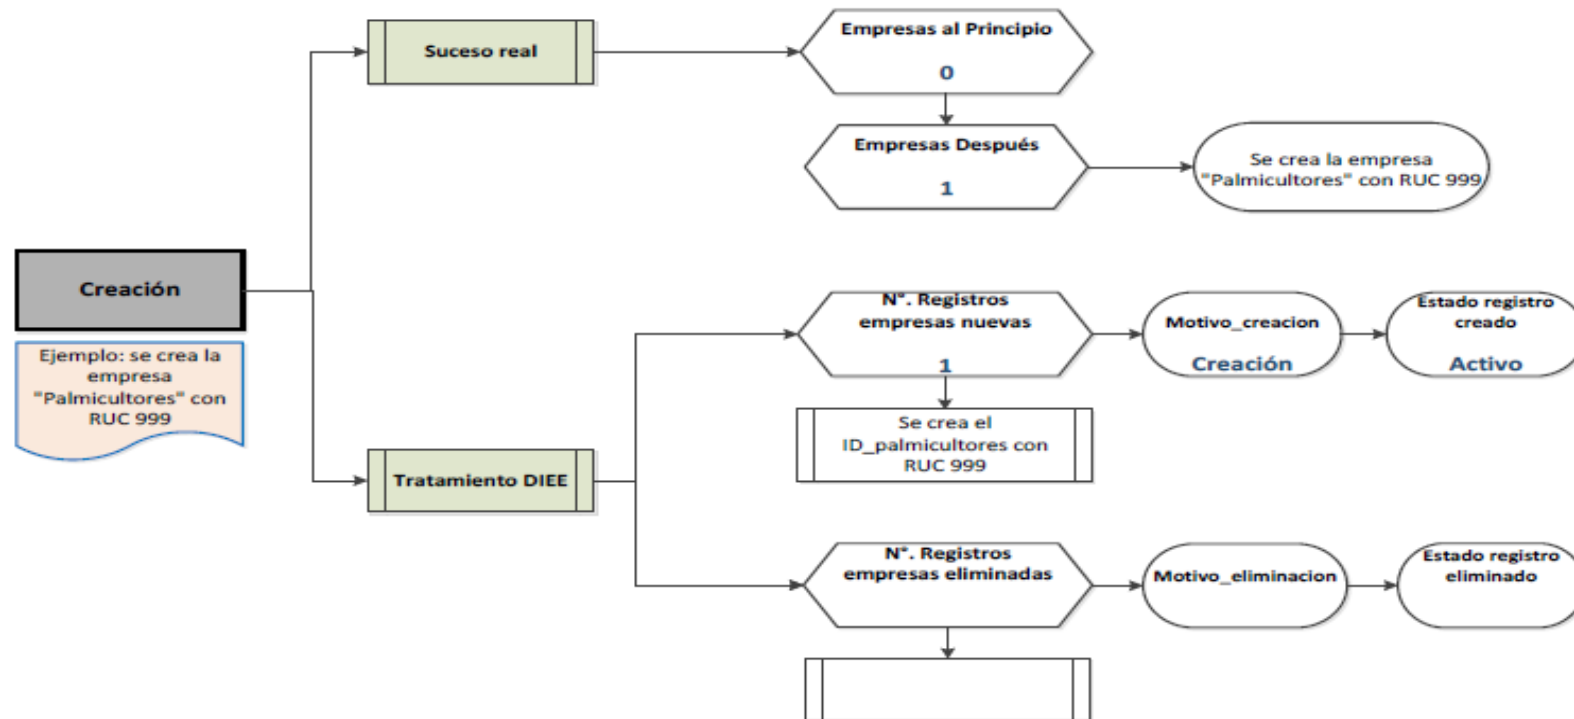 Suceso real
Empresas al Principio
0
Empresas Después
1
Se crea la empresa
"Palmicultores" con RUC 999
Creación
Ejemplo: se crea la
empresa
"Palmicultores" con
RUC 999
N°. Registros
empresas nuevas
1
Motivo_creacion
Creación
Estado registro
creado
Activo
Se crea el
ID_palmicultores con
RUC 999
Tratamiento DIEE
N°. Registros
empresas eliminadas
Motivo_eliminacion
Estado registro
eliminado